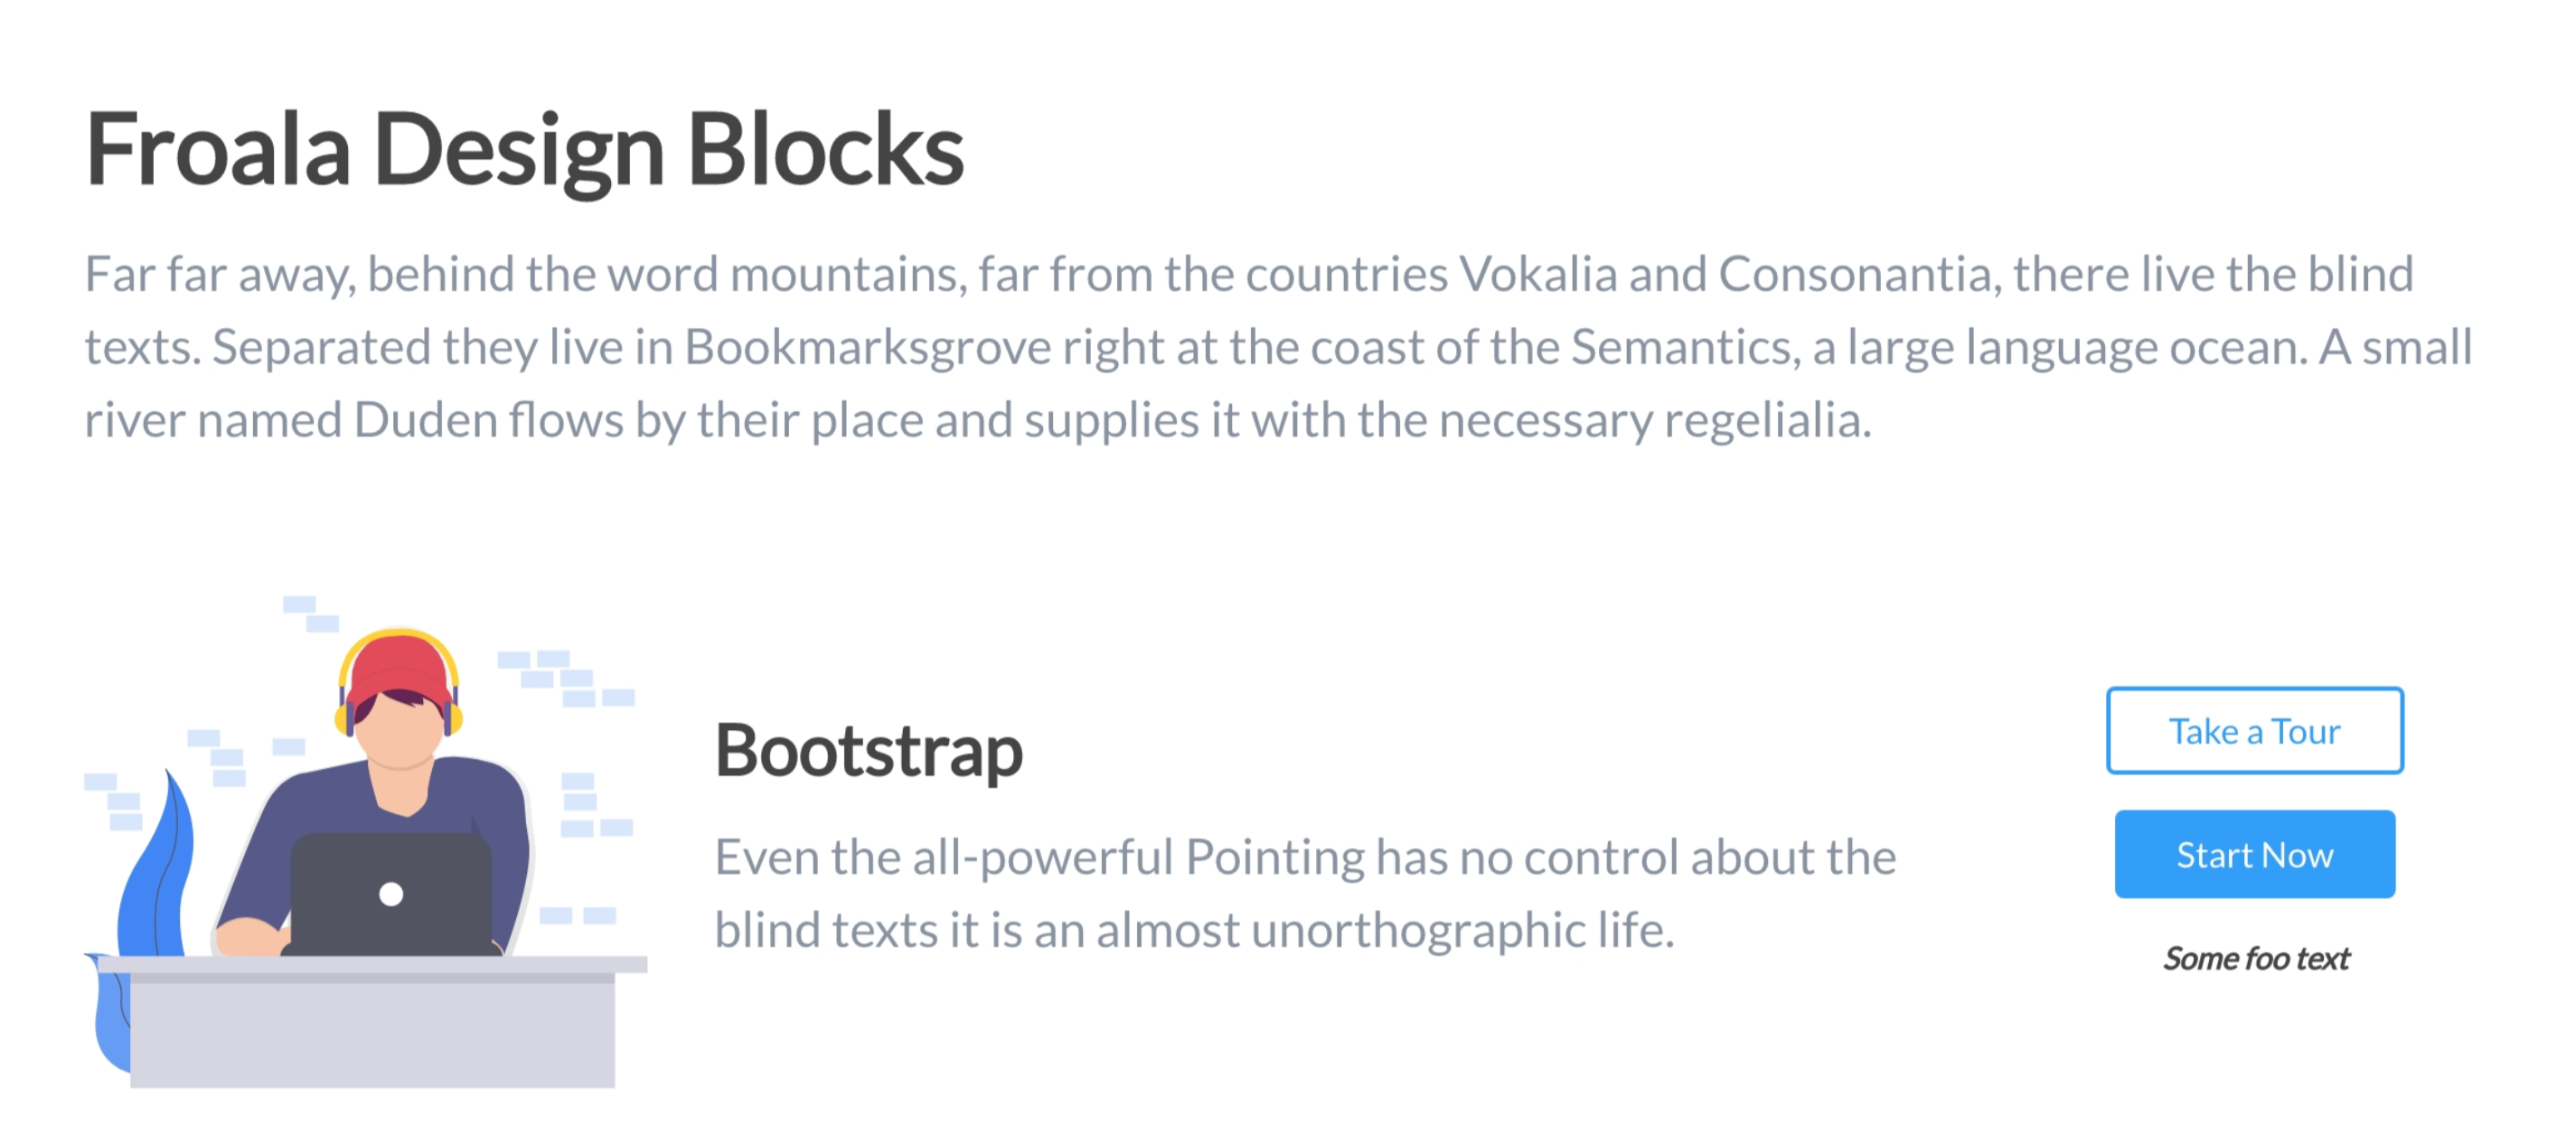 Froala Design Blocks
Far far away, behind the word mountains, far from the countries Vokalia and Consonantia, there live the blind
texts. Separated they live in Bookmarksgrove right at the coast of the Semantics, a large language ocean. A small
river named Duden flows by their place and supplies it with the necessary regelialia.
Bootstrap
Even the all-powerful Pointing has no control about the
blind texts it is an almost unorthographic life.
Take a Tour
Start Now
Some foo text